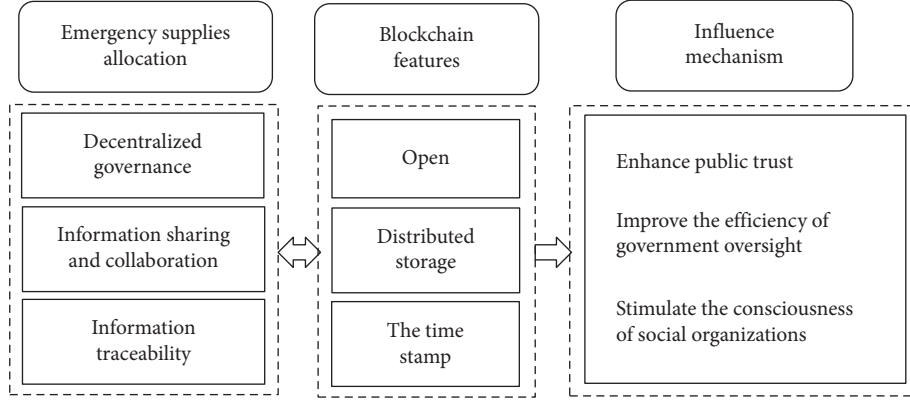 Emergency supplies
allocation
Blockchain
features
Influence
mechanism
Decentralized
governance
Information sharing
and collaboration
Information
traceability
Open
Distributed
storage
The time
stamp
Enhance public trust
Improve the efficiency of
government oversight
Stimulate the consciousness
of social organizations